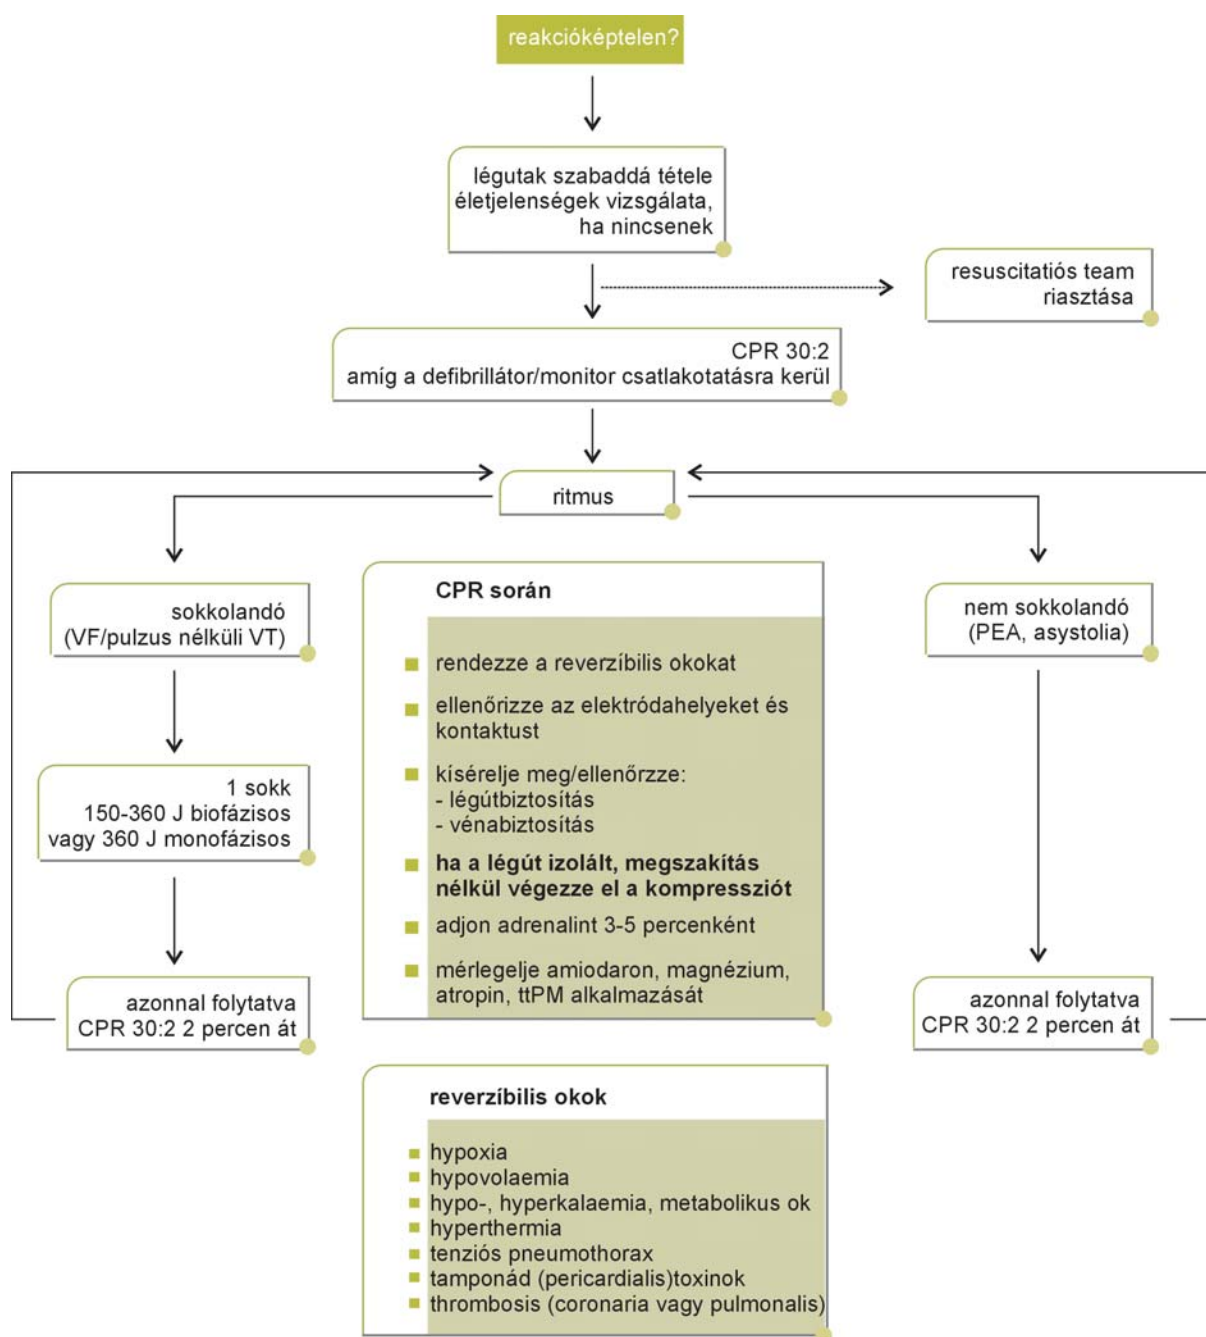 reakcióképtelen?
légutak szabaddá tétele
életjelenségek vizsgálata,
ha nincsenek
resuscitatiós team
riasztása
CPR 30:2
amíg a defibrillátor/monitor csatlakotatásra kerül
ritmus
sokkolandó
(VF/pulzus nélküli VT)
1 sokk
150-360 J biofázisos
vagy 360 J monofázisos
azonnal folytatva
CPR 30:2 2 percen át
CPR során
rendezze a reverzíbilis okokat
ellenőrizze az elektródahelyeket és
kontaktust
kísérelje meg/ellenőrzze:
- légútbiztosítás
- vénabiztosítás
ha a légút izolált, megszakítás
nélkül végezze el a kompressziót
adjon adrenalint 3-5 percenként
mérlegelje amiodaron, magnézium,
atropin, ttPM alkalmazását
nem sokkolandó
(PEA, asystolia)
azonnal folytatva
CPR 30:2 2 percen át
reverzíbilis okok
hypoxia
hypovolaemia
hypo-, hyperkalaemia, metabolikus ok
hyperthermia
tenziós pneumothorax
tamponád (pericardialis)toxinok
thrombosis (coronaria vagy pulmonalis)